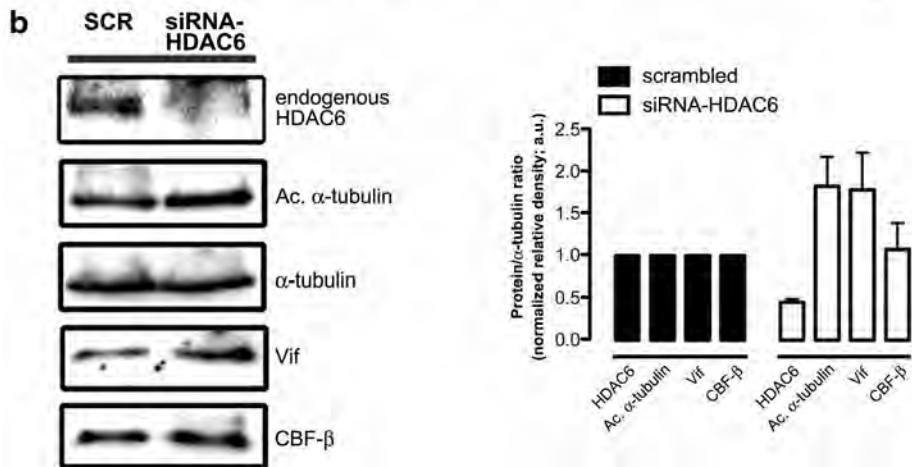 b
SCR
siRNA-
HDAC6
endogenous
HDAC6
Ac. α-tubulin
α-tubulin
Vif
CBF-β
scrambled
siRNA-HDAC6
Protein/α-tubulin ratio
(normalized relative density; a.u.)
2.5
2.0
1.5
1.0
0.5
0.0
HDAC6
Ac. α-tubulin
Vif
CBF-β
HDAC6
Ac. α-tubulin
Vif
CBF-β